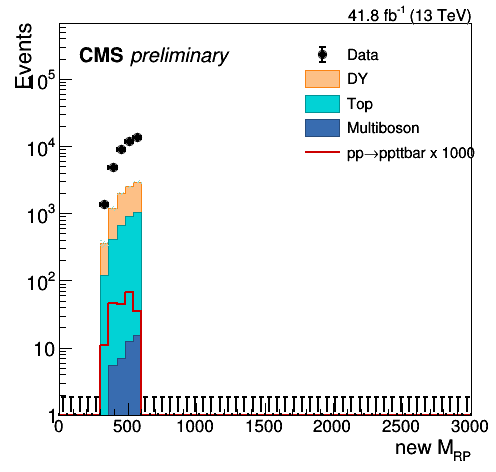 41.8 fb⁻¹ (13 TeV)
Events
CMS preliminary
Data
DY
Top
Multiboson
pp→ppttbar x 1000
10⁵
10⁴
10³
10²
10
1
0 500 1000 1500 2000 2500 3000
new M_RP